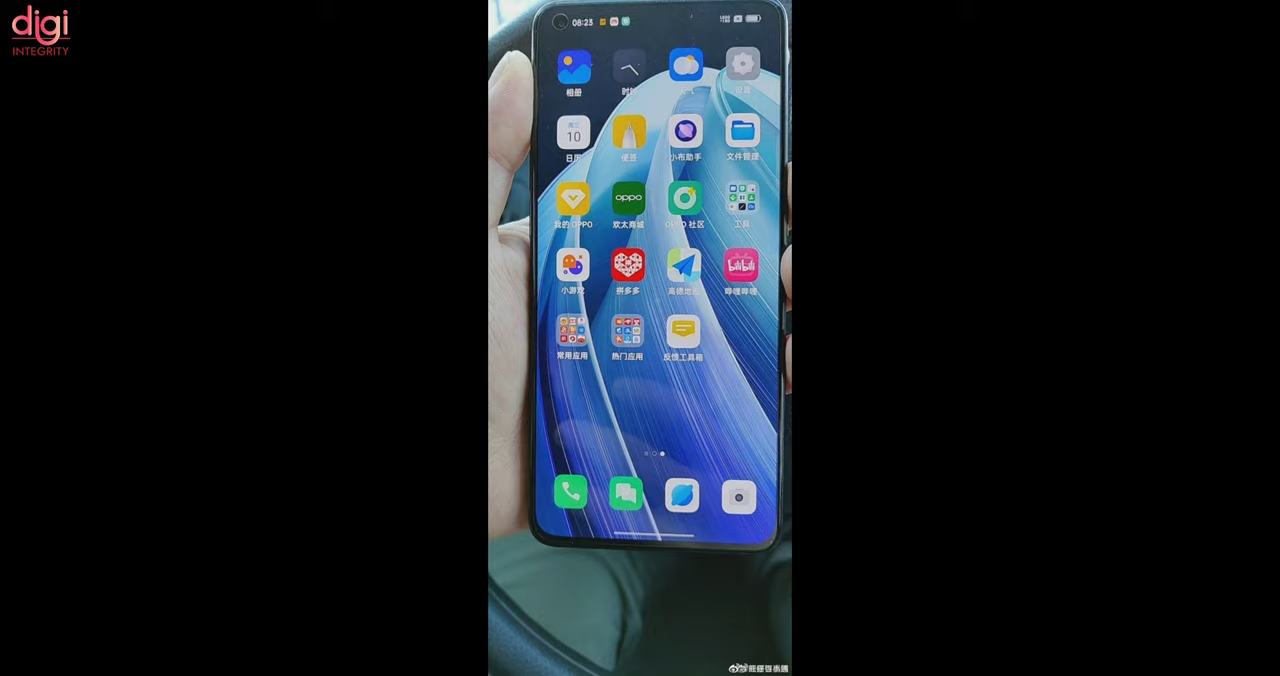 digi
INTEGRITY
08:23
相册
设置
周三
10
日历
便签
小布助手
文件管理
oppo
我的 OPPO
欢太商城
OPPO 社区
工具
bilibili
小游戏
拼多多
高德地图
哔哩哔哩
常用应用
热门应用
反馈工具箱